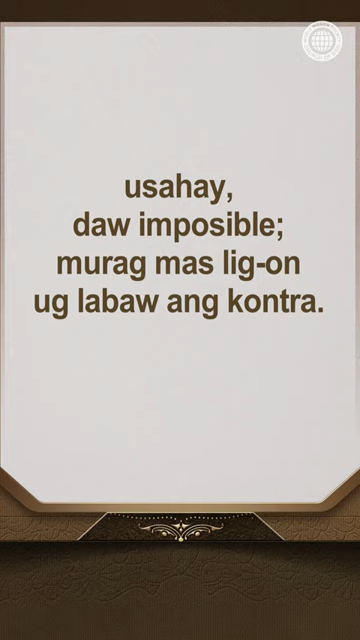 usahay,
daw imposible;
murag mas lig-on
ug labaw ang kontra.